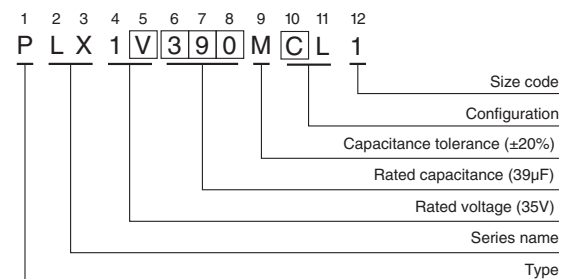 1 2 3 4 5 6 7 8 9 10 11 12
P L X 1 V 3 9 0 M C L 1
Size code
Configuration
Capacitance tolerance (±20%)
Rated capacitance (39µF)
Rated voltage (35V)
Series name
Type